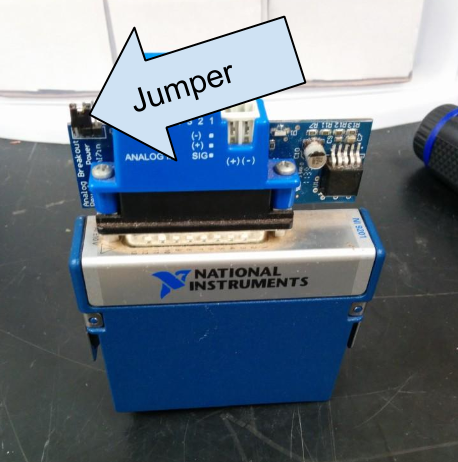 Jumper
3 2 1
(-)
(+)
ANALOG
SIG
(+) (-)
Analog Breakout
Power
NATIONAL
INSTRUMENTS